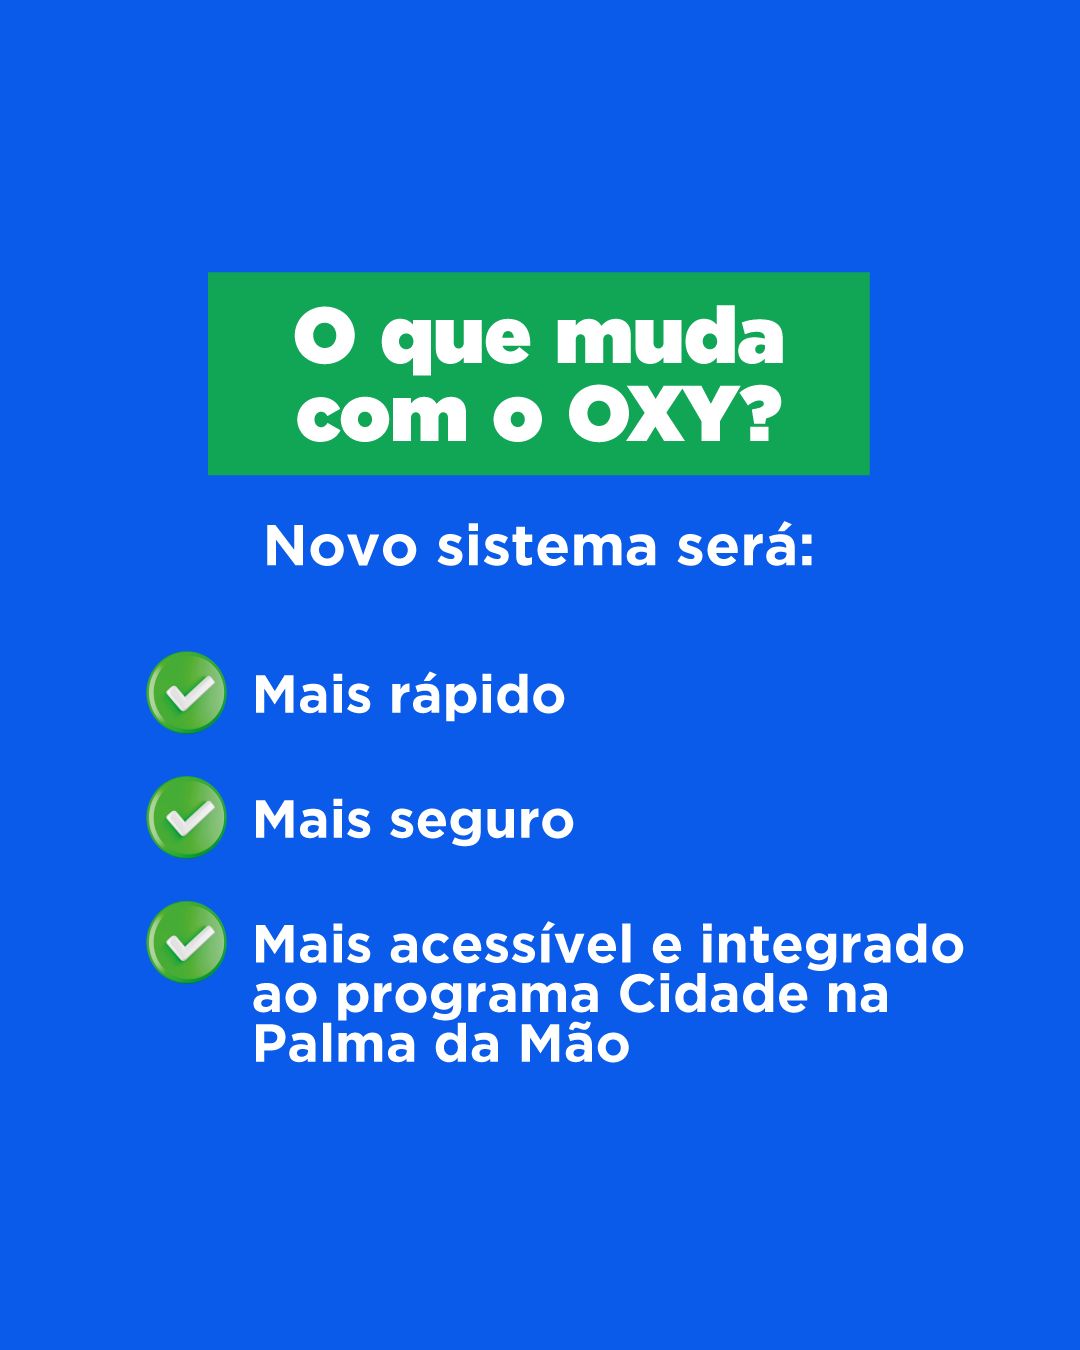 O que muda
com o OXY?
Novo sistema será:
Mais rápido
Mais seguro
Mais acessível e integrado
ao programa Cidade na
Palma da Mão